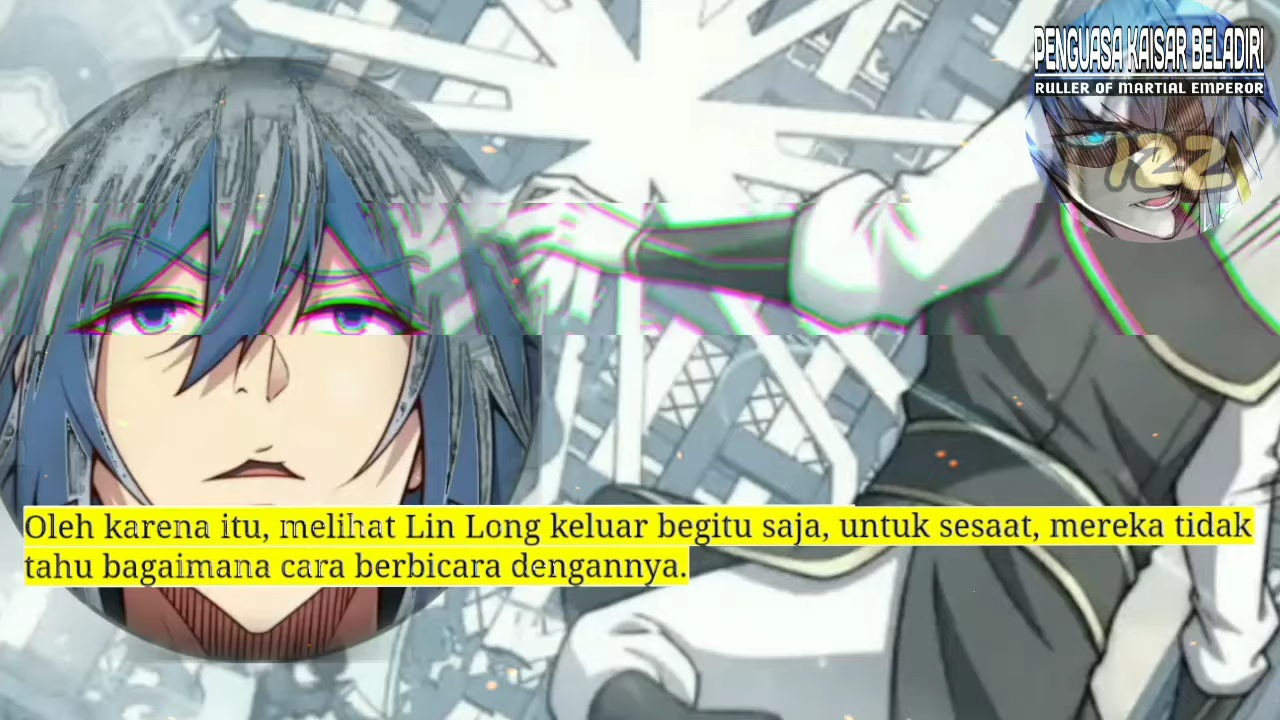 PENGUASA KAISAR BELADIRI
RULLER OF MARTIAL EMPEROR
122
Oleh karena itu, melihat Lin Long keluar begitu saja, untuk sesaat, mereka tidak
tahu bagaimana cara berbicara dengannya.